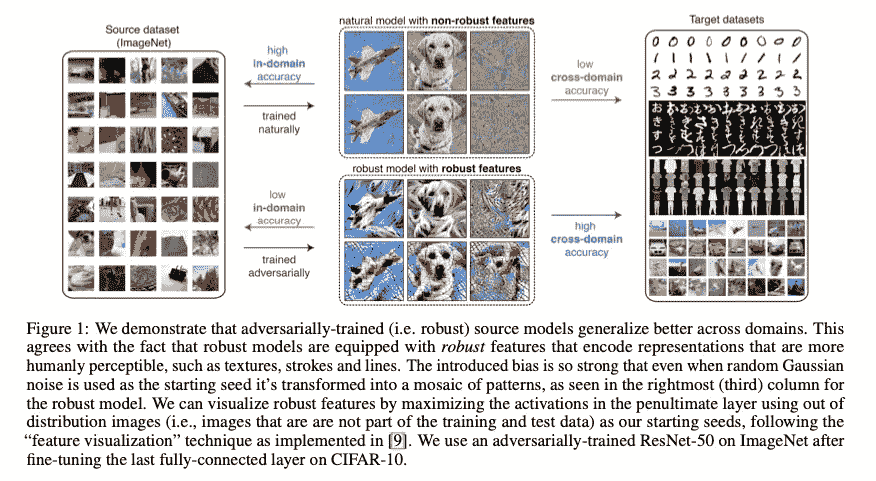 Source dataset
(ImageNet)
natural model with non-robust features
Target datasets
high
in-domain
accuracy
trained
naturally
low
cross-domain
accuracy
robust model with robust features
low
in-domain
accuracy
trained
adversarially
high
cross-domain
accuracy
Figure 1: We demonstrate that adversarially-trained (i.e. robust) source models generalize better across domains. This
agrees with the fact that robust models are equipped with robust features that encode representations that are more
humanly perceptible, such as textures, strokes and lines. The introduced bias is so strong that even when random Gaussian
noise is used as the starting seed it's transformed into a mosaic of patterns, as seen in the rightmost (third) column for
the robust model. We can visualize robust features by maximizing the activations in the penultimate layer using out of
distribution images (i.e., images that are are not part of the training and test data) as our starting seeds, following the
“feature visualization” technique as implemented in [9]. We use an adversarially-trained ResNet-50 on ImageNet after
fine-tuning the last fully-connected layer on CIFAR-10.